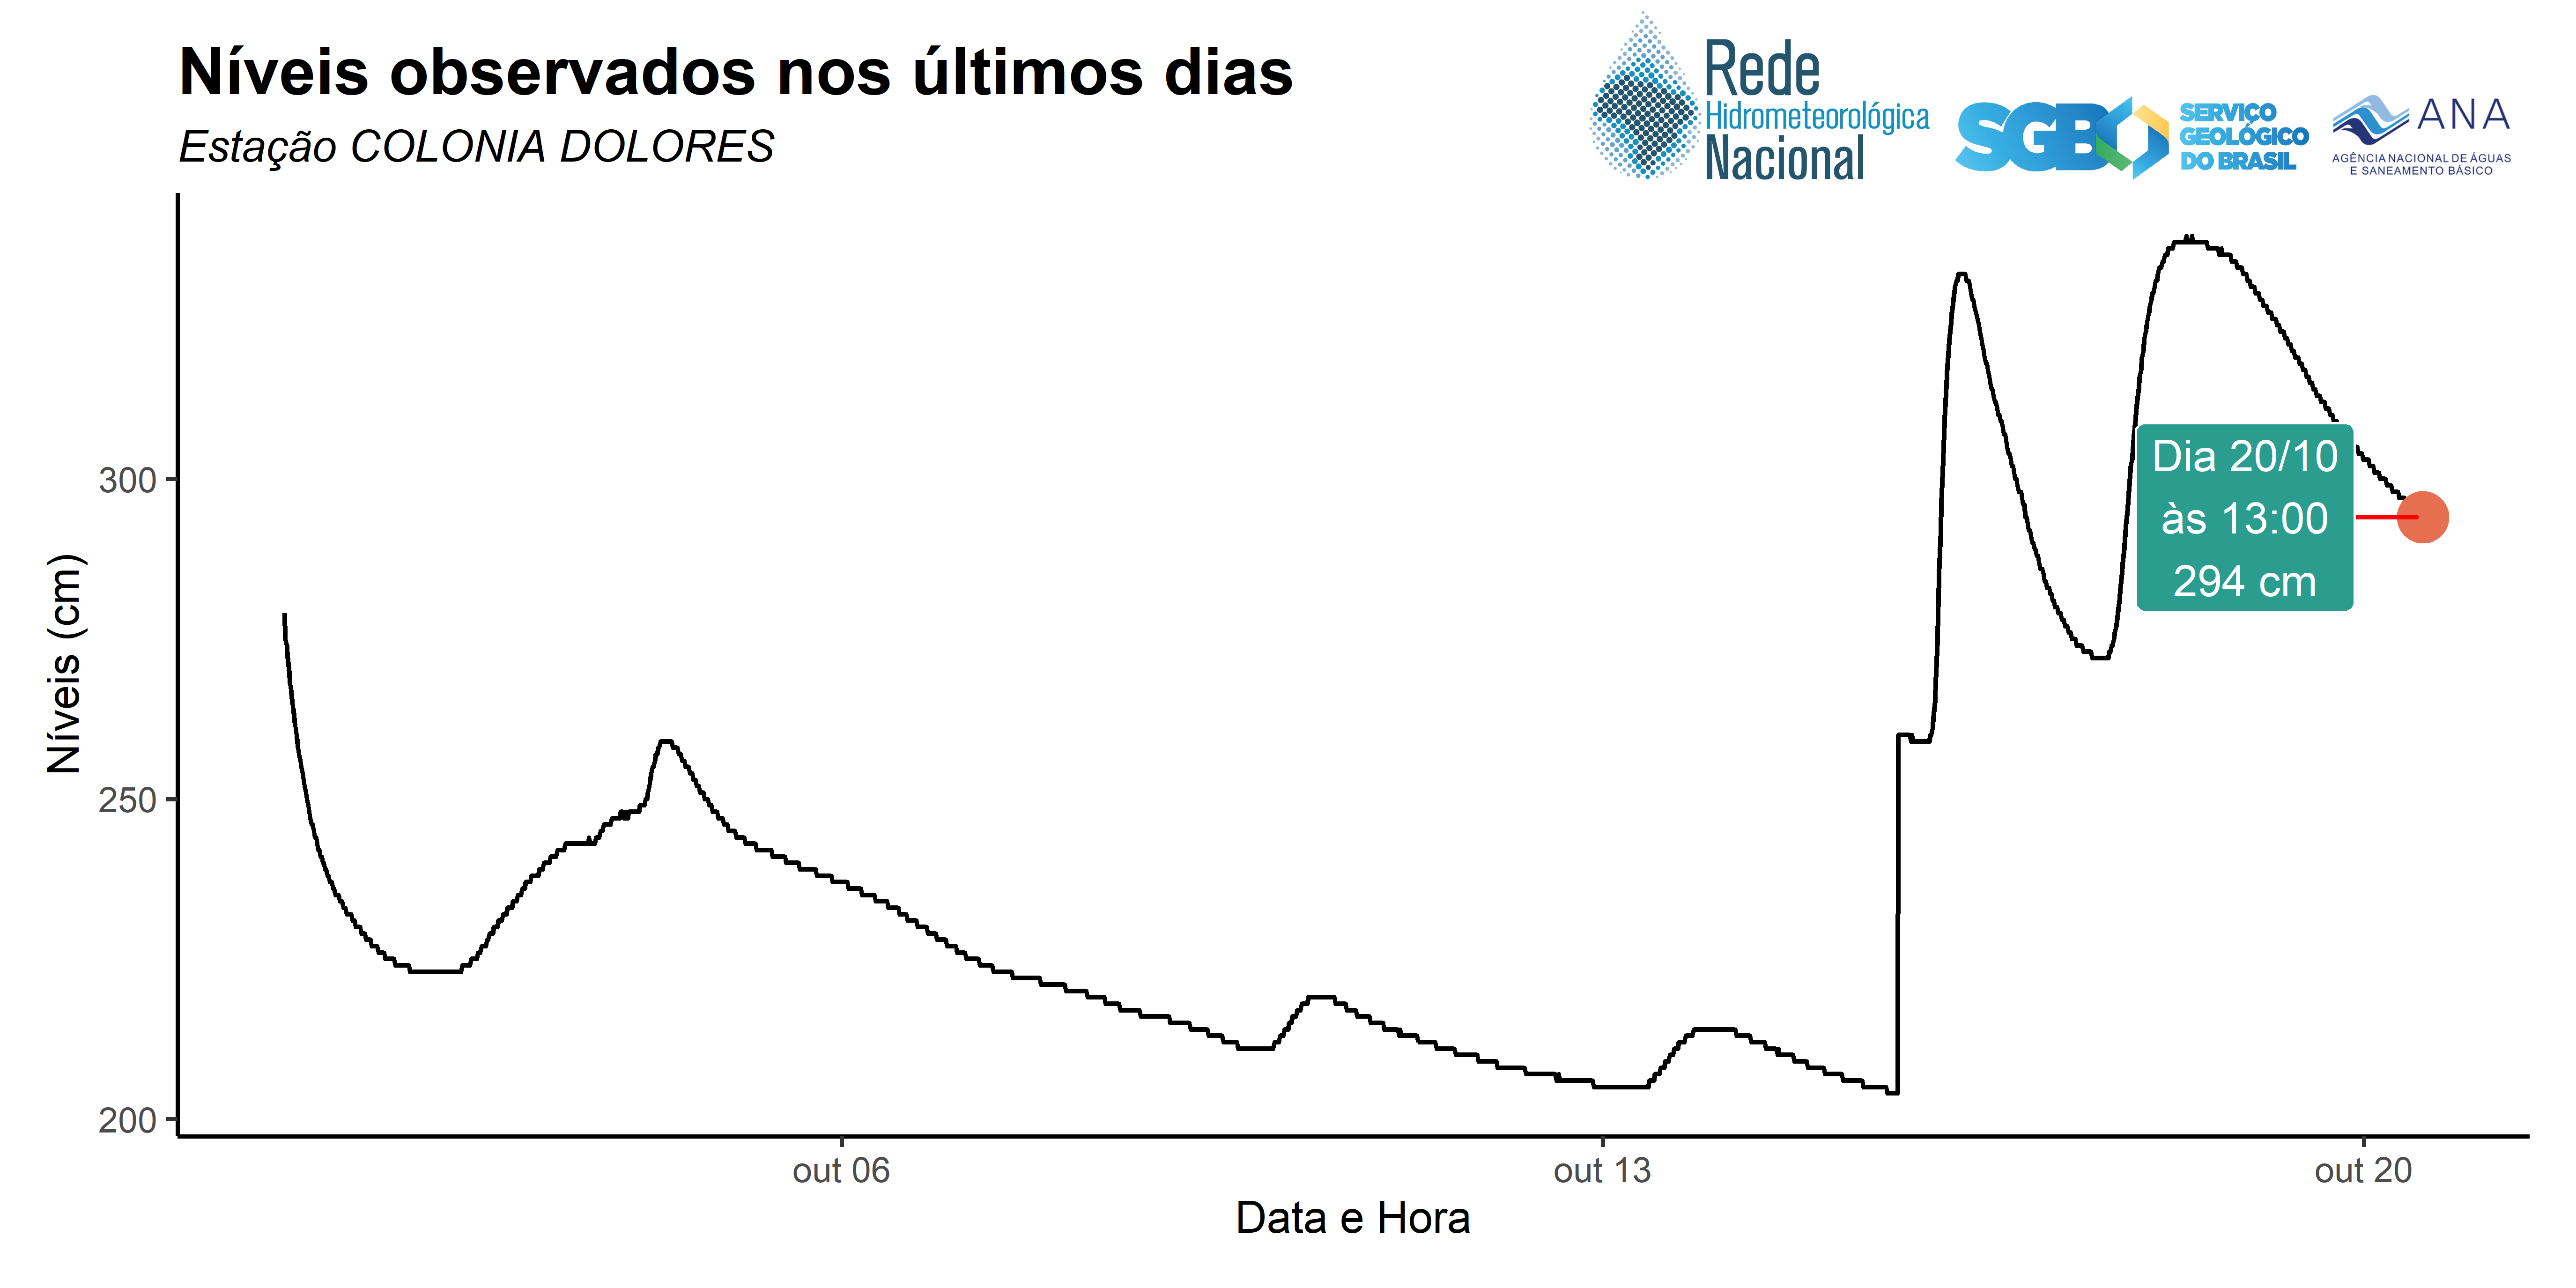 Níveis observados nos últimos dias
Estação COLONIA DOLORES
Rede
Hidrometeorológica
Nacional
SGB
SERVIÇO
GEOLÓGICO
DO BRASIL
ANA
AGÊNCIA NACIONAL DE ÁGUAS
E SANEAMENTO BÁSICO
Níveis (cm)
300
250
200
Dia 20/10
às 13:00
294 cm
out 06
out 13
out 20
Data e Hora